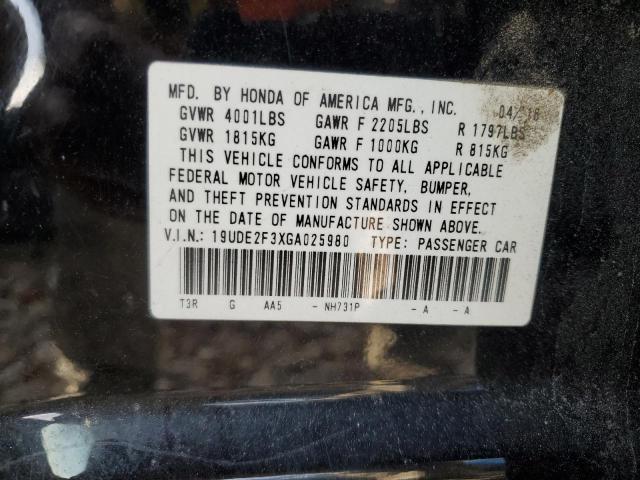 MFD. BY HONDA OF AMERICA MFG., INC. 04/16
GVWR 4001LBS GAWR F 2205LBS R 1797LBS
GVWR 1815KG GAWR F 1000KG R 815KG
THIS VEHICLE CONFORMS TO ALL APPLICABLE
FEDERAL MOTOR VEHICLE SAFETY, BUMPER,
AND THEFT PREVENTION STANDARDS IN EFFECT
ON THE DATE OF MANUFACTURE SHOWN ABOVE.
V.I.N.: 19UDE2F3XGA025980 TYPE: PASSENGER CAR
T3R G AA5 - NH731P - A - A